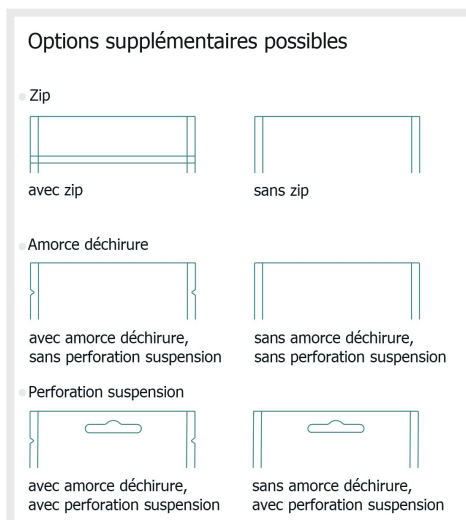 Options supplémentaires possibles
Zip
avec zip
sans zip
Amorce déchirure
avec amorce déchirure,
sans perforation suspension
sans amorce déchirure,
sans perforation suspension
Perforation suspension
avec amorce déchirure,
avec perforation suspension
sans amorce déchirure,
avec perforation suspension